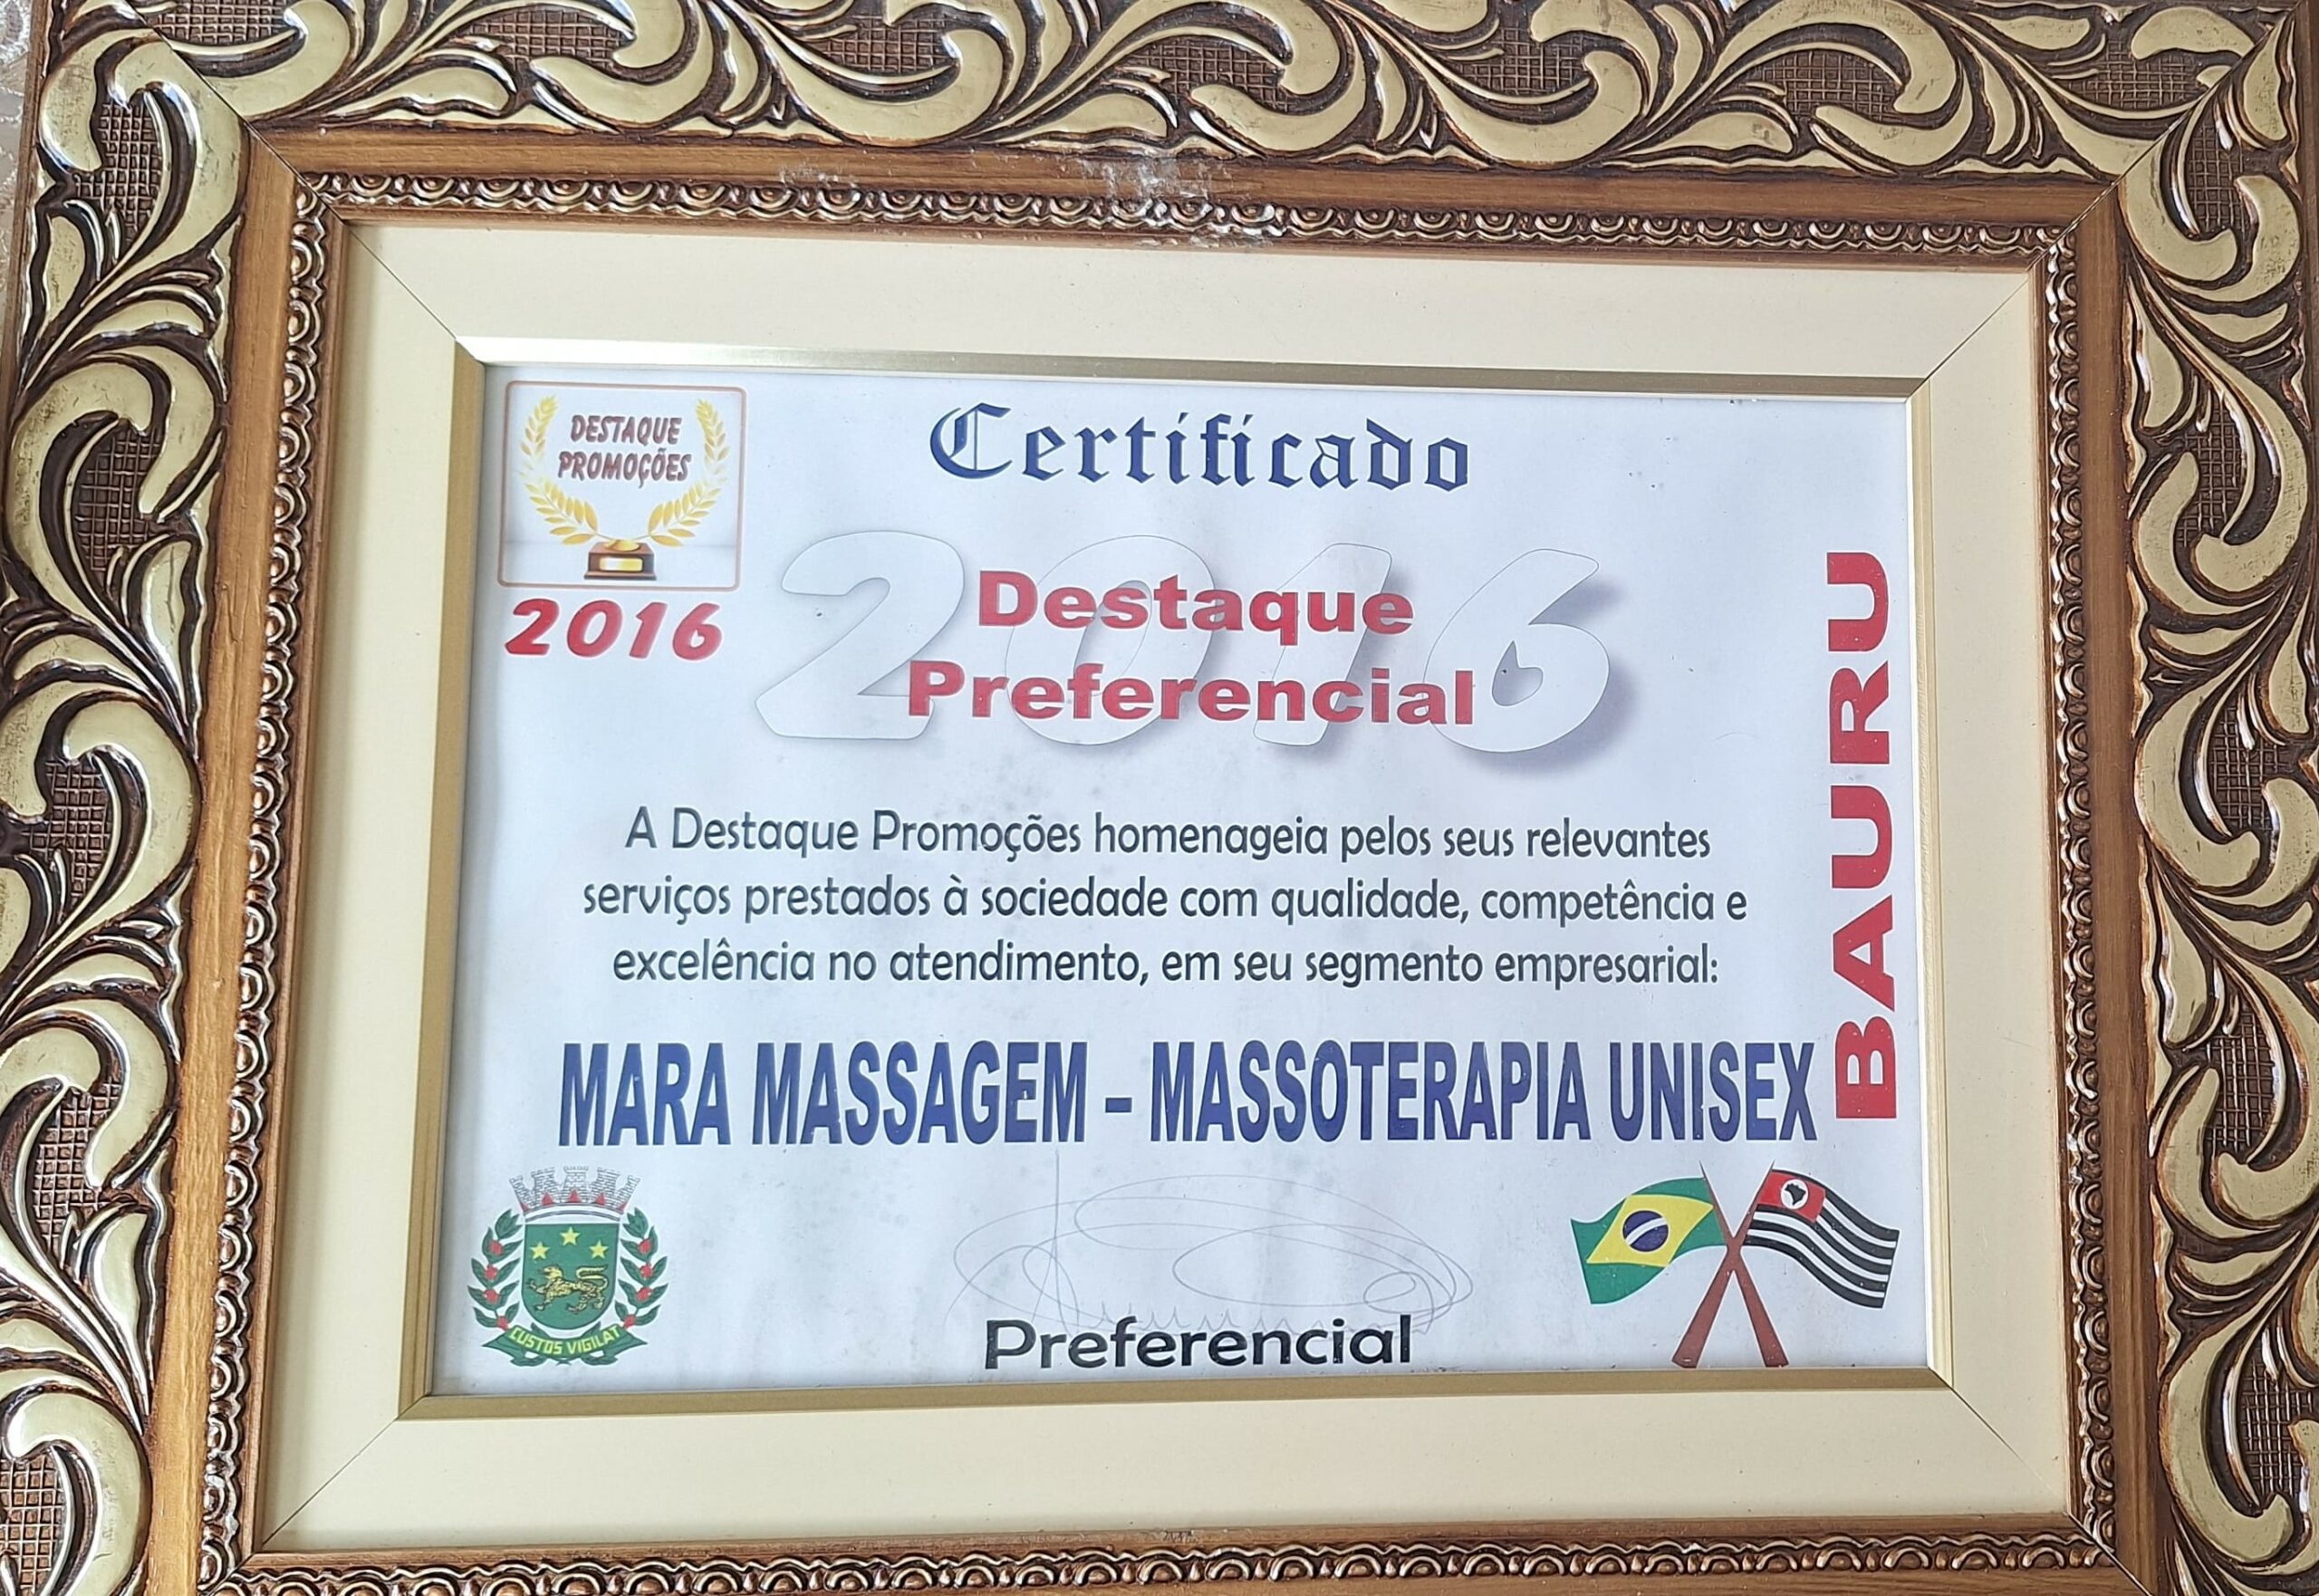 DESTAQUE
PROMOÇÕES
2016
Certificado
2016
Destaque
Preferencial
A Destaque Promoções homenageia pelos seus relevantes
serviços prestados à sociedade com qualidade, competência e
excelência no atendimento, em seu segmento empresarial:
MARA MASSAGEM – MASSOTERAPIA UNISEX
BAURU
CUSTOS VIGILAT
Preferencial